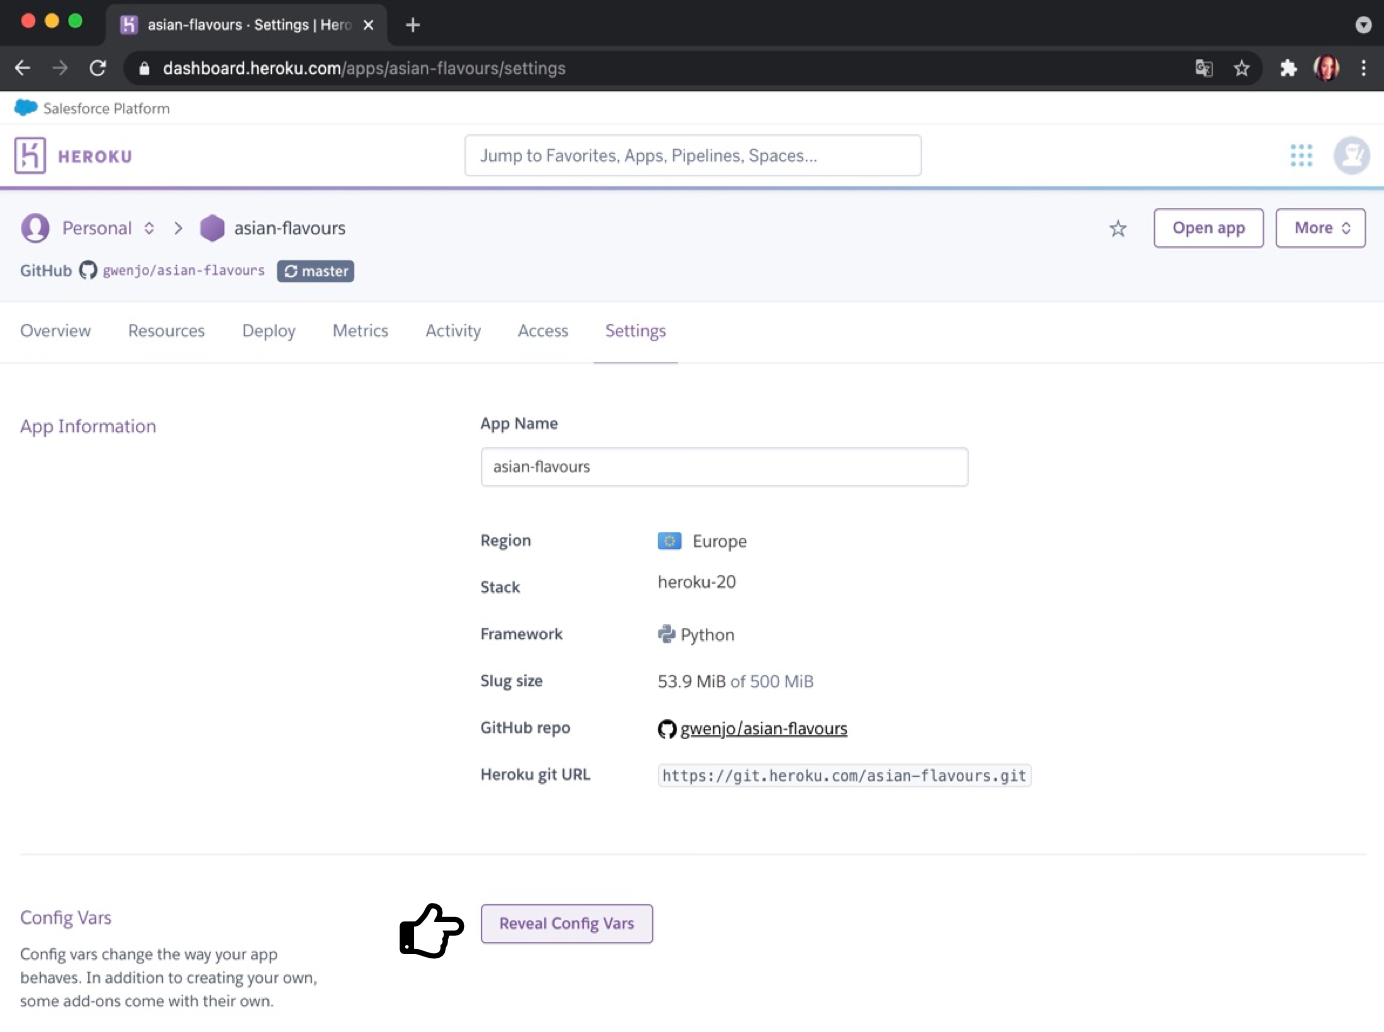 asian-flavours · Settings | Hero
dashboard.heroku.com/apps/asian-flavours/settings
Salesforce Platform
HEROKU
Jump to Favorites, Apps, Pipelines, Spaces...
Personal
asian-flavours
Open app
More
GitHub gwenjo/asian-flavours master
Overview
Resources
Deploy
Metrics
Activity
Access
Settings
App Information
App Name
asian-flavours
Region Europe
Stack heroku-20
Framework Python
Slug size 53.9 MiB of 500 MiB
GitHub repo gwenjo/asian-flavours
Heroku git URL https://git.heroku.com/asian-flavours.git
Config Vars
Reveal Config Vars
Config vars change the way your app
behaves. In addition to creating your own,
some add-ons come with their own.